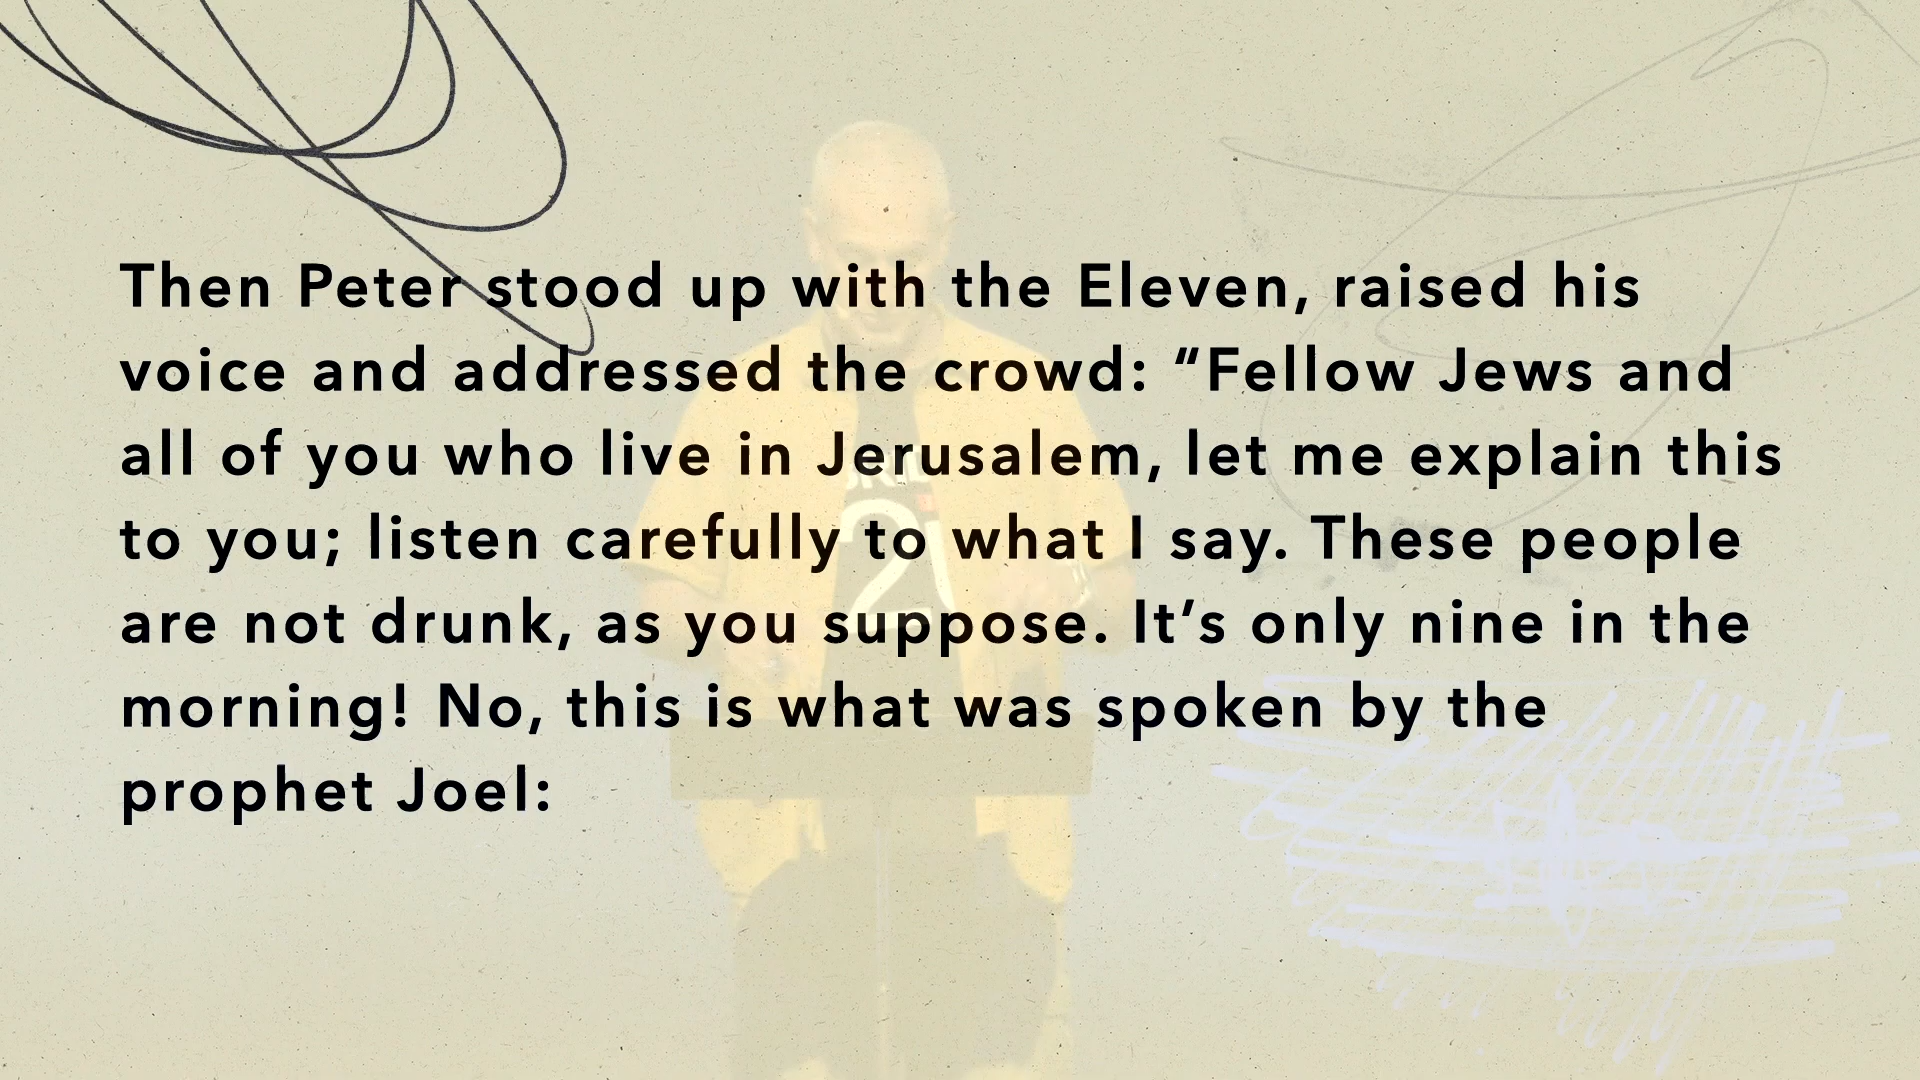 Then Peter stood up with the Eleven, raised his
voice and addressed the crowd: “Fellow Jews and
all of you who live in Jerusalem, let me explain this
to you; listen carefully to what I say. These people
are not drunk, as you suppose. It’s only nine in the
morning! No, this is what was spoken by the
prophet Joel: